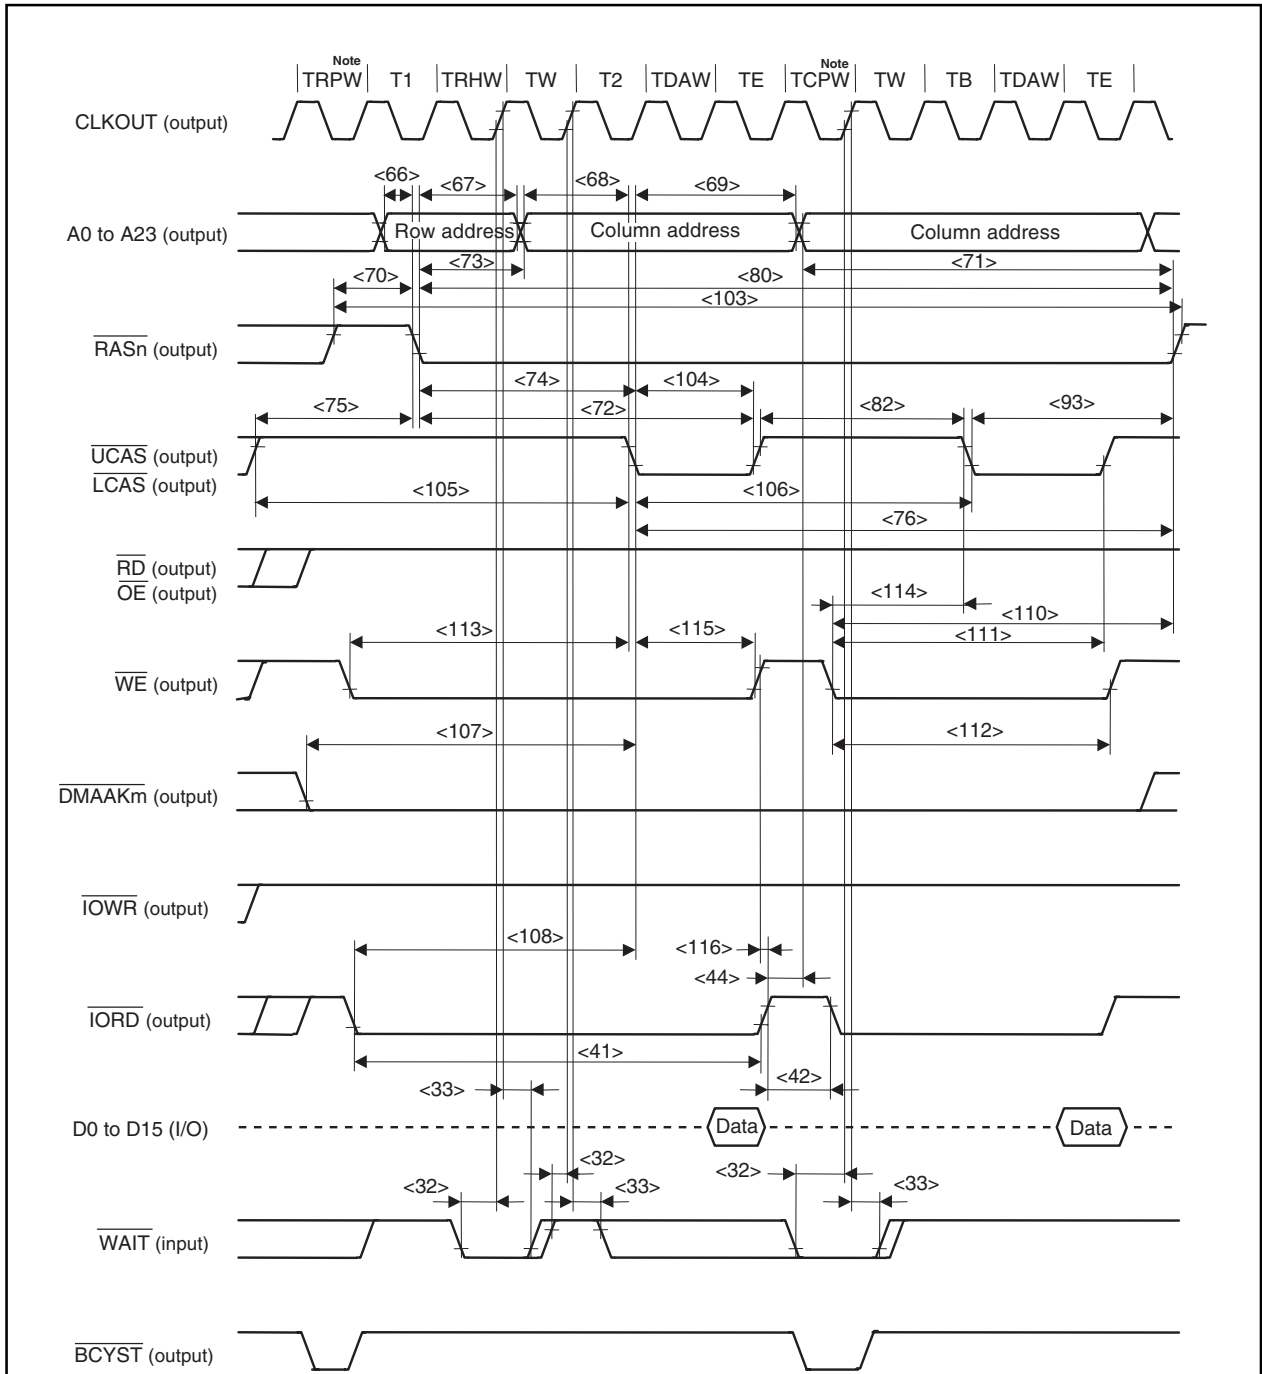 Note Note
TRPW T1 TRHW TW T2 TDAW TE TCPW TW TB TDAW TE
CLKOUT (output)
<66> <67> <68> <69>
A0 to A23 (output) Row address Column address Column address
<73> <71>
<70> <80>
<103>
RASn (output)
<74> <104>
<75> <72> <82> <93>
UCAS (output)
LCAS (output)
<105> <106>
<76>
RD (output)
OE (output)
<114>
<110>
<113> <115> <111>
WE (output)
<107> <112>
DMAAKm (output)
IOWR (output)
<108> <116>
<44>
IORD (output)
<41>
<33> <42>
D0 to D15 (I/O) Data Data
<32> <32>
<32> <33> <33>
WAIT (input)
BCYST (output)